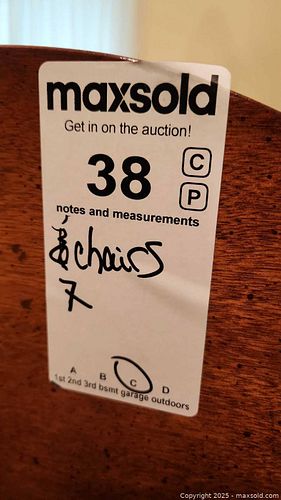 maxsold
Get in on the auction!
38
C
P
notes and measurements
chairs
7
A B C D
1st 2nd 3rd bsmt garage outdoors
Copyright 2025 - maxsold.com